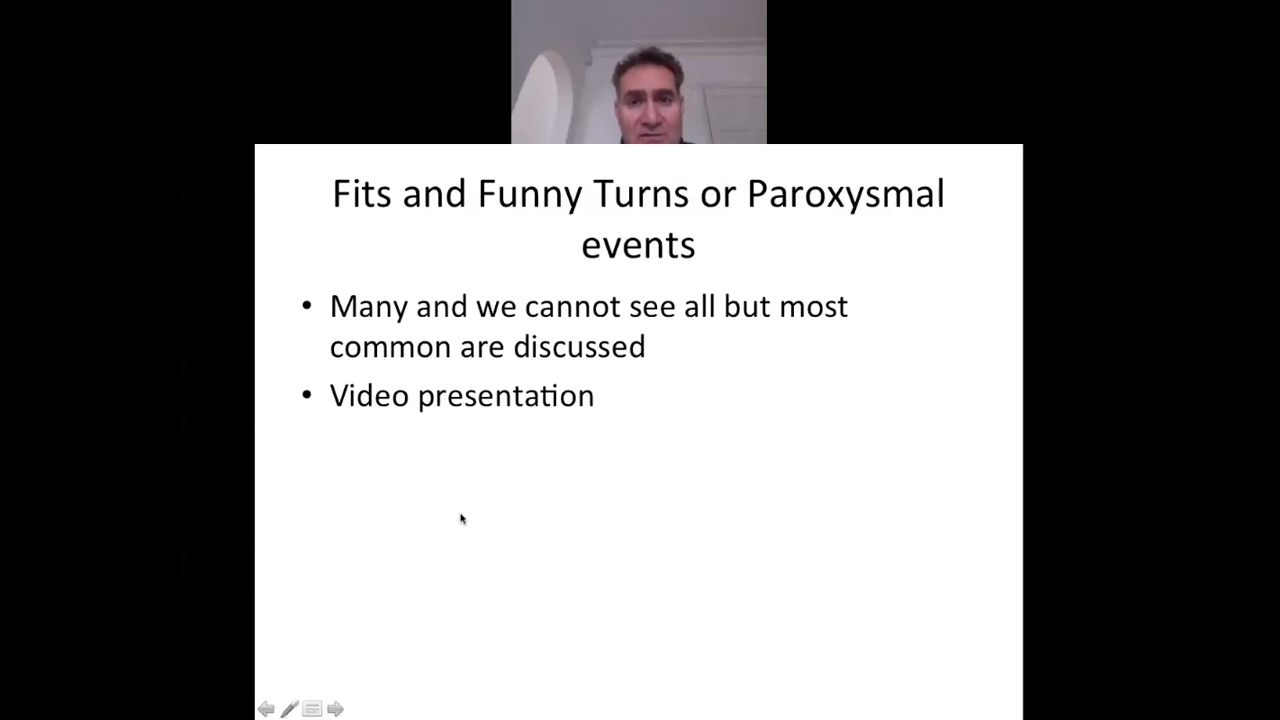 Fits and Funny Turns or Paroxysmal
events
• Many and we cannot see all but most
common are discussed
• Video presentation